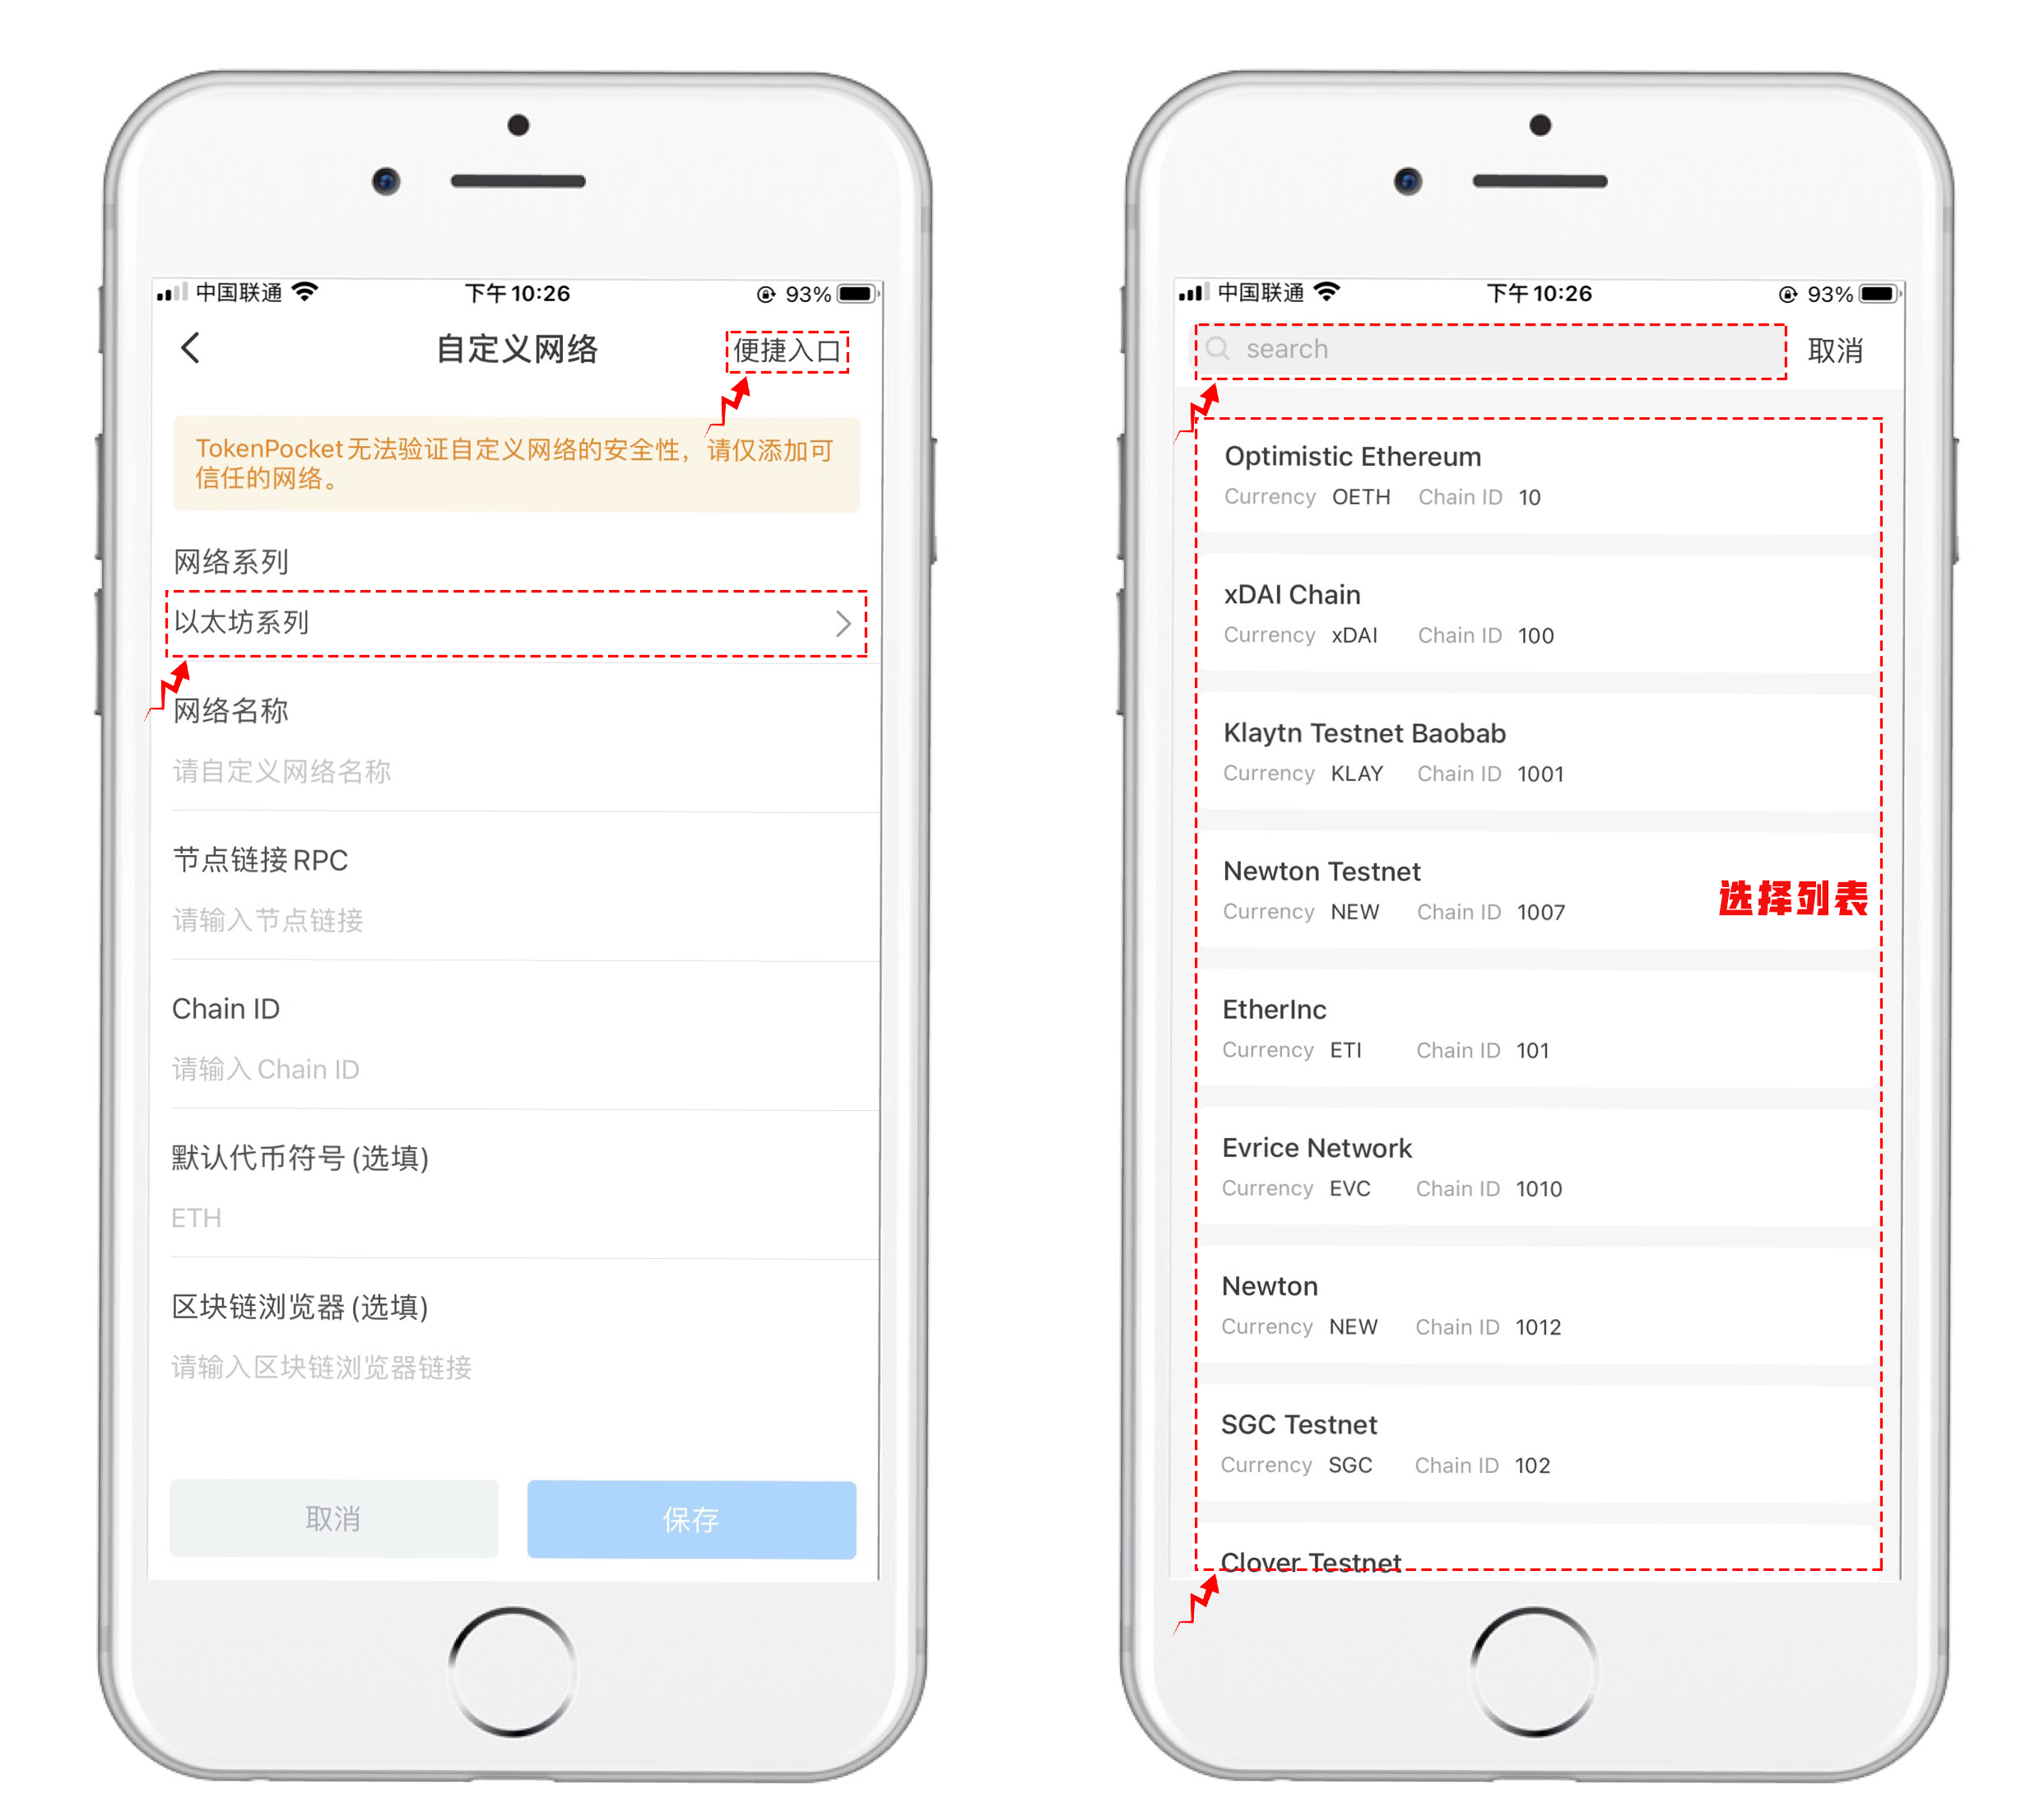 中国联通
下午10:26
93%
自定义网络
便捷入口
TokenPocket无法验证自定义网络的安全性，请仅添加可
信任的网络。
网络系列
以太坊系列
网络名称
请自定义网络名称
节点链接RPC
请输入节点链接
Chain ID
请输入Chain ID
默认代币符号(选填)
ETH
区块链浏览器(选填)
请输入区块链浏览器链接
取消
保存
中国联通
下午10:26
93%
search
取消
Optimistic Ethereum
Currency OETH Chain ID 10
xDAI Chain
Currency xDAI Chain ID 100
Klaytn Testnet Baobab
Currency KLAY Chain ID 1001
Newton Testnet
Currency NEW Chain ID 1007
选择列表
EtherInc
Currency ETI Chain ID 101
Evrice Network
Currency EVC Chain ID 1010
Newton
Currency NEW Chain ID 1012
SGC Testnet
Currency SGC Chain ID 102
Clover Testnet